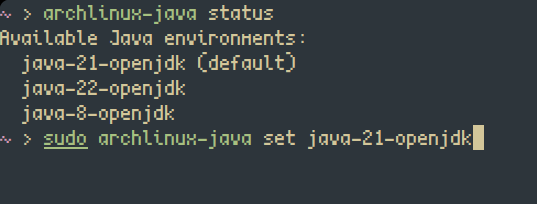 ~ > archlinux-java status
Available Java environments:
  java-21-openjdk (default)
  java-22-openjdk
  java-8-openjdk
~ > sudo archlinux-java set java-21-openjdk